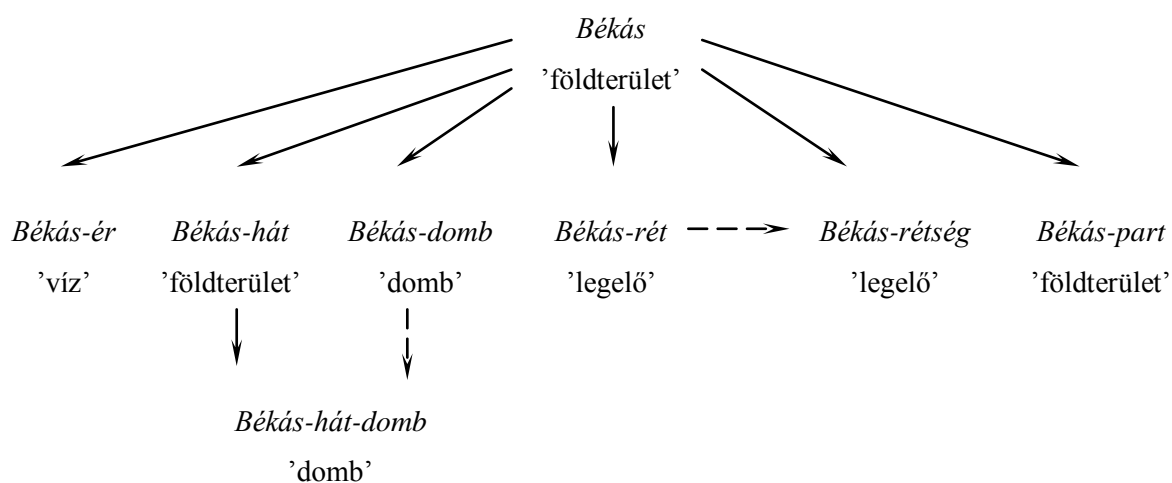 Békás
’földterület’
Békás-ér Békás-hát Békás-domb Békás-rét Békás-rétség Békás-part
’víz’ ’földterület’ ’domb’ ’legelő’ ’legelő’ ’földterület’
Békás-hát-domb
’domb’